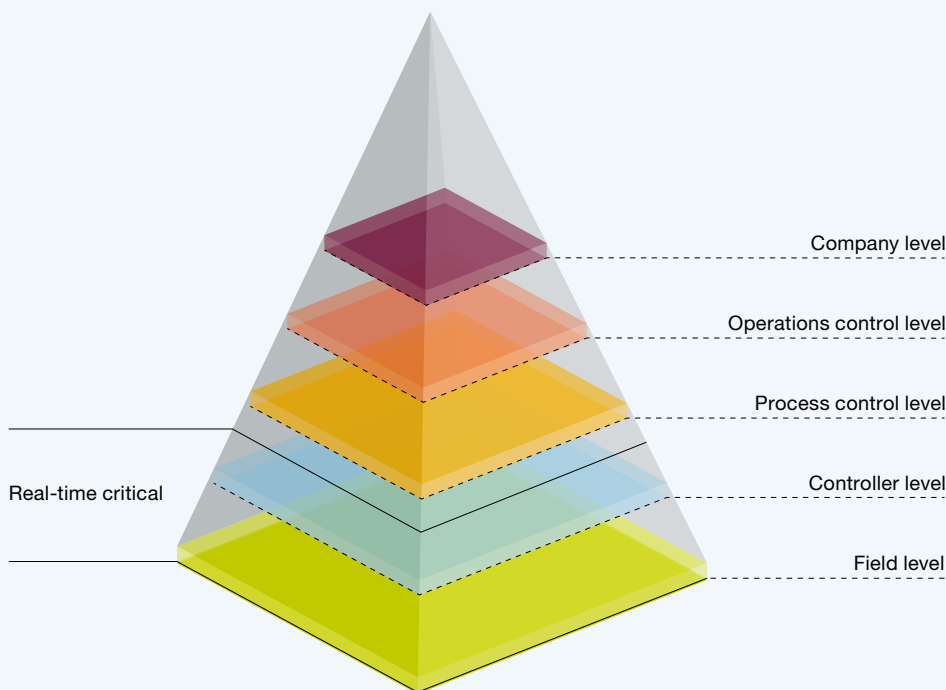 Company level
Operations control level
Process control level
Real-time critical
Controller level
Field level